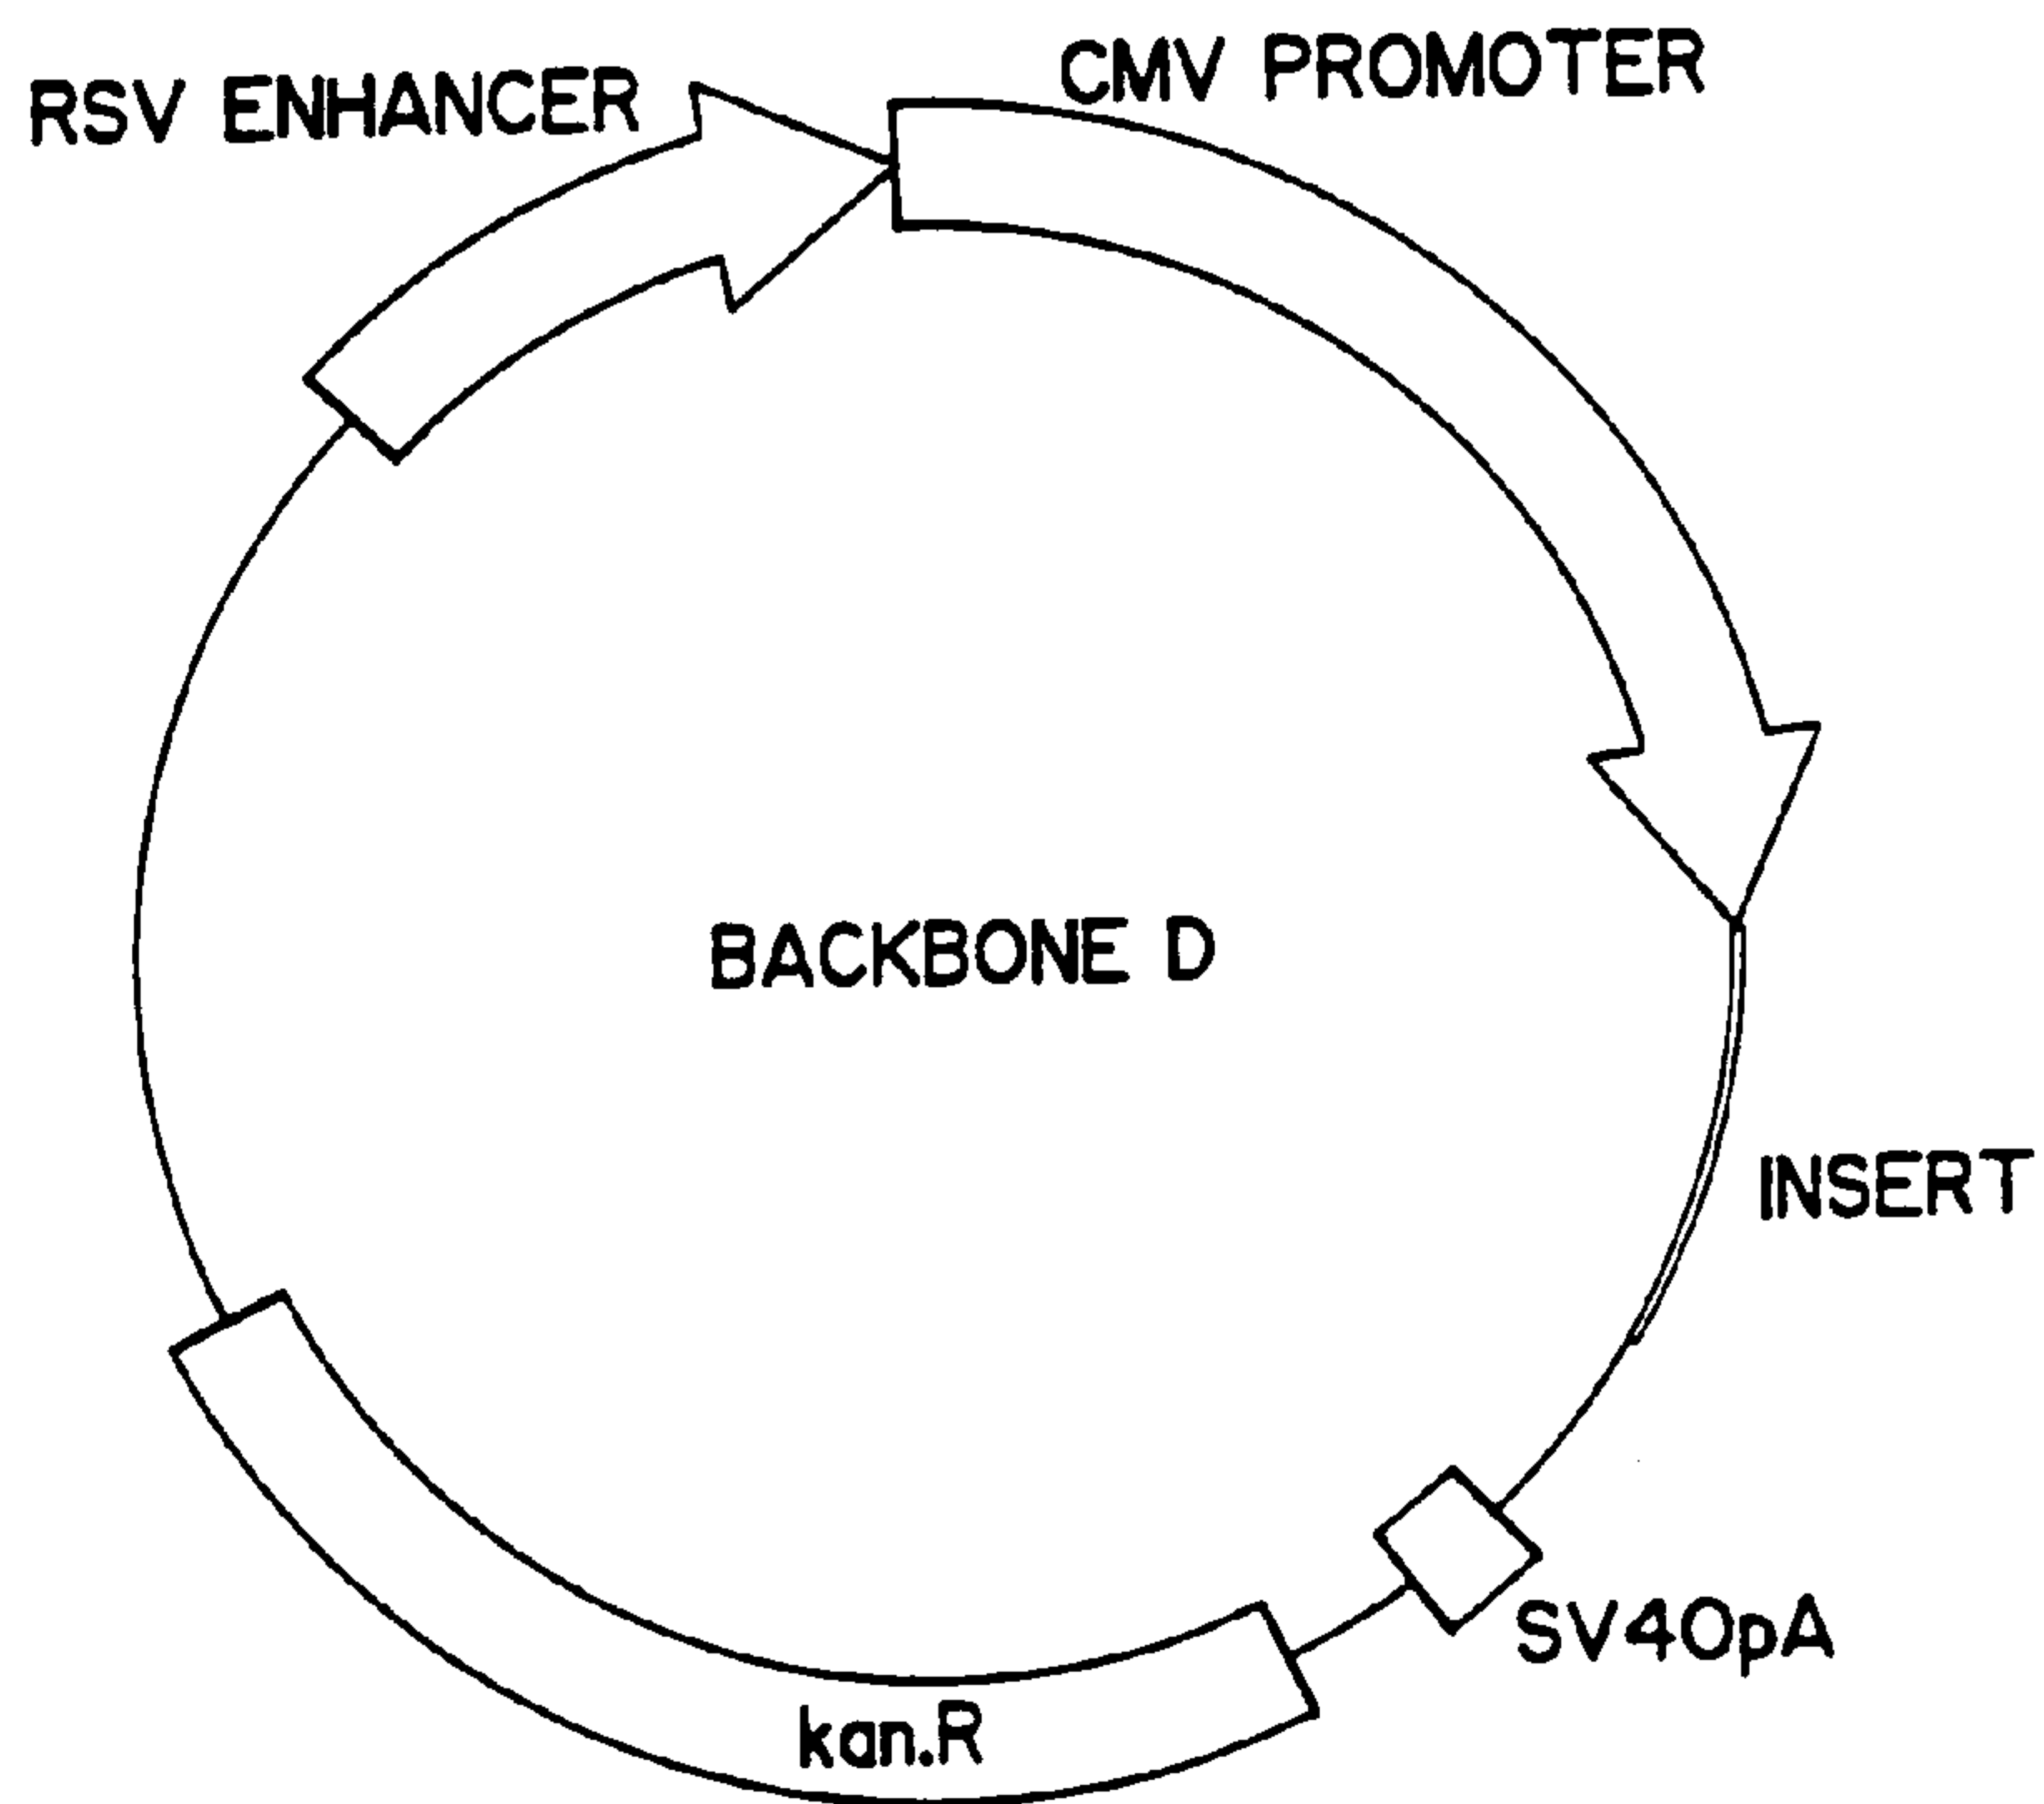 RSV ENHANCER
CMV PROMOTER
BACKBONE D
INSERT
SV40pA
kan.R